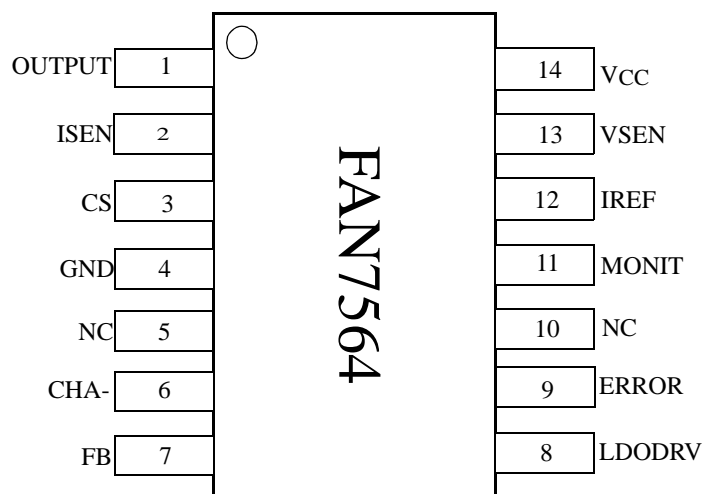 OUTPUT 1 14 VCC
ISEN 2 13 VSEN
CS 3 12 IREF
GND 4 11 MONIT
NC 5 10 NC
CHA- 6 9 ERROR
FB 7 8 LDODRV
FAN7564